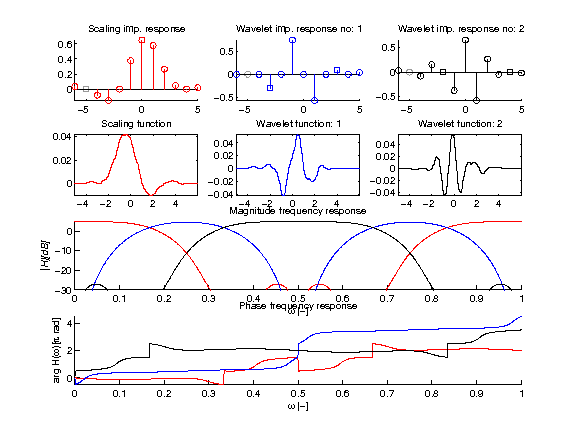 Scaling imp. response
Wavelet imp. response no: 1
Wavelet imp. response no: 2
0.6
0.4
0.2
0
-5 0 5
0.5
0
-0.5
-5 0 5
0.5
0
-0.5
-5 0 5
Scaling function
Wavelet function: 1
Wavelet function: 2
0.04
0.02
0
-4 -2 0 2 4
0.04
0.02
0
-0.02
-0.04
-4 -2 0 2 4
0.04
0.02
0
-0.02
-0.04
-4 -2 0 2 4
Magnitude frequency response
|H|[dB]
0
-10
-20
-30
0 0.1 0.2 0.3 0.4 0.5 0.6 0.7 0.8 0.9 1
ω [-]
Phase frequency response
arg H(ω)[π rad]
4
2
0
0 0.1 0.2 0.3 0.4 0.5 0.6 0.7 0.8 0.9 1
ω [-]